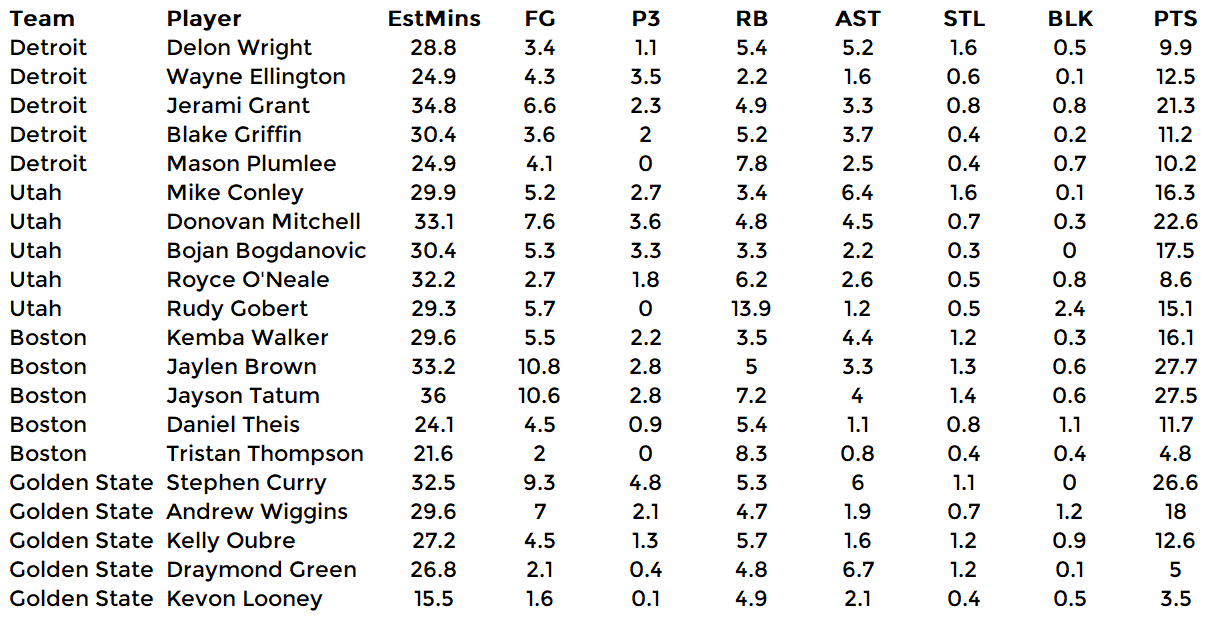 Team Player EstMins FG P3 RB AST STL BLK PTS
Detroit Delon Wright 28.8 3.4 1.1 5.4 5.2 1.6 0.5 9.9
Detroit Wayne Ellington 24.9 4.3 3.5 2.2 1.6 0.6 0.1 12.5
Detroit Jerami Grant 34.8 6.6 2.3 4.9 3.3 0.8 0.8 21.3
Detroit Blake Griffin 30.4 3.6 2 5.2 3.7 0.4 0.2 11.2
Detroit Mason Plumlee 24.9 4.1 0 7.8 2.5 0.4 0.7 10.2
Utah Mike Conley 29.9 5.2 2.7 3.4 6.4 1.6 0.1 16.3
Utah Donovan Mitchell 33.1 7.6 3.6 4.8 4.5 0.7 0.3 22.6
Utah Bojan Bogdanovic 30.4 5.3 3.3 3.3 2.2 0.3 0 17.5
Utah Royce O'Neale 32.2 2.7 1.8 6.2 2.6 0.5 0.8 8.6
Utah Rudy Gobert 29.3 5.7 0 13.9 1.2 0.5 2.4 15.1
Boston Kemba Walker 29.6 5.5 2.2 3.5 4.4 1.2 0.3 16.1
Boston Jaylen Brown 33.2 10.8 2.8 5 3.3 1.3 0.6 27.7
Boston Jayson Tatum 36 10.6 2.8 7.2 4 1.4 0.6 27.5
Boston Daniel Theis 24.1 4.5 0.9 5.4 1.1 0.8 1.1 11.7
Boston Tristan Thompson 21.6 2 0 8.3 0.8 0.4 0.4 4.8
Golden State Stephen Curry 32.5 9.3 4.8 5.3 6 1.1 0 26.6
Golden State Andrew Wiggins 29.6 7 2.1 4.7 1.9 0.7 1.2 18
Golden State Kelly Oubre 27.2 4.5 1.3 5.7 1.6 1.2 0.9 12.6
Golden State Draymond Green 26.8 2.1 0.4 4.8 6.7 1.2 0.1 5
Golden State Kevon Looney 15.5 1.6 0.1 4.9 2.1 0.4 0.5 3.5